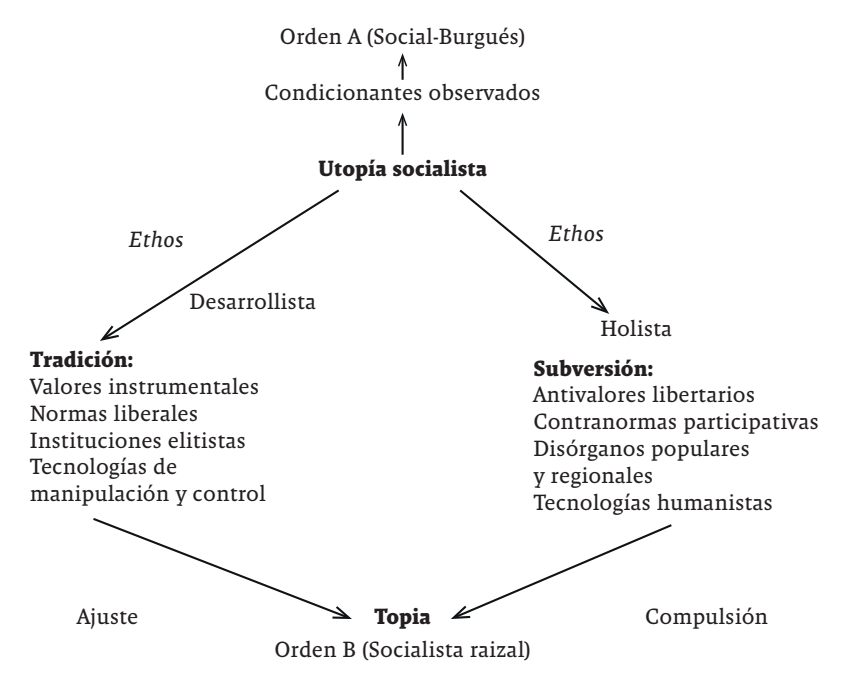 Orden A (Social-Burgués)
Condicionantes observados
Utopía socialista
Ethos
Desarrollista
Tradición:
Valores instrumentales
Normas liberales
Instituciones elitistas
Tecnologías de
manipulación y control
Ethos
Holista
Subversión:
Antivalores libertarios
Contranormas participativas
Disórganos populares
y regionales
Tecnologías humanistas
Ajuste
Topia
Compulsión
Orden B (Socialista raizal)